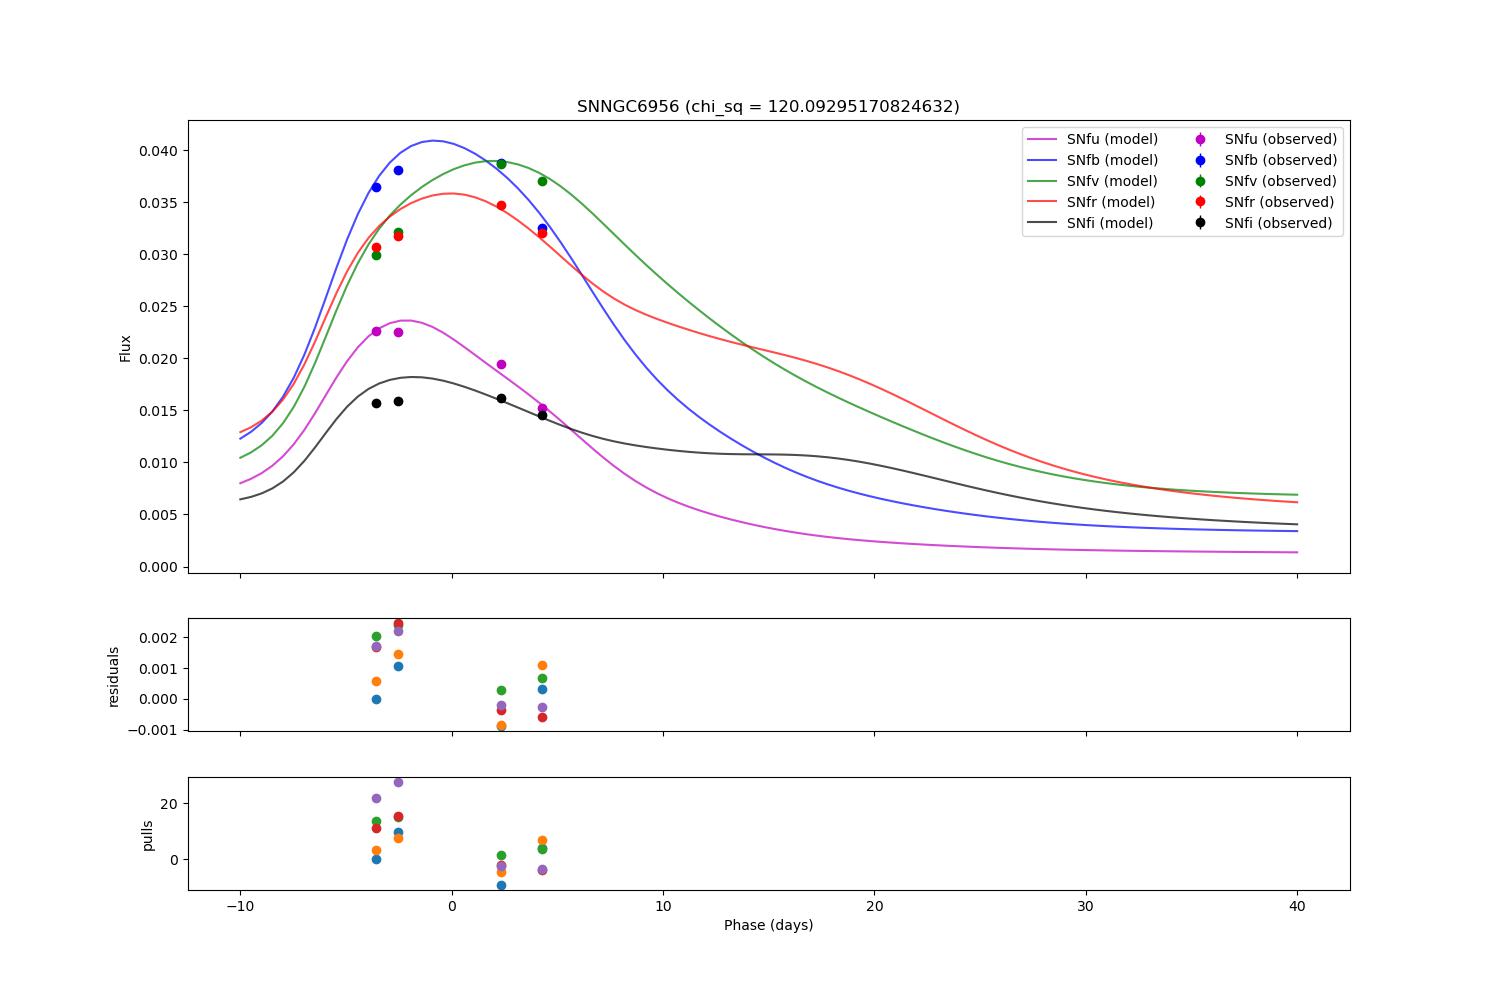 SNNGC6956 (chi_sq = 120.09295170824632)
0.040
0.035
0.030
0.025
0.020
0.015
0.010
0.005
0.000
Flux
SNfu (model)
SNfb (model)
SNfv (model)
SNfr (model)
SNfi (model)
SNfu (observed)
SNfb (observed)
SNfv (observed)
SNfr (observed)
SNfi (observed)
0.002
0.001
0.000
−0.001
residuals
20
0
pulls
−10
0
10
20
30
40
Phase (days)